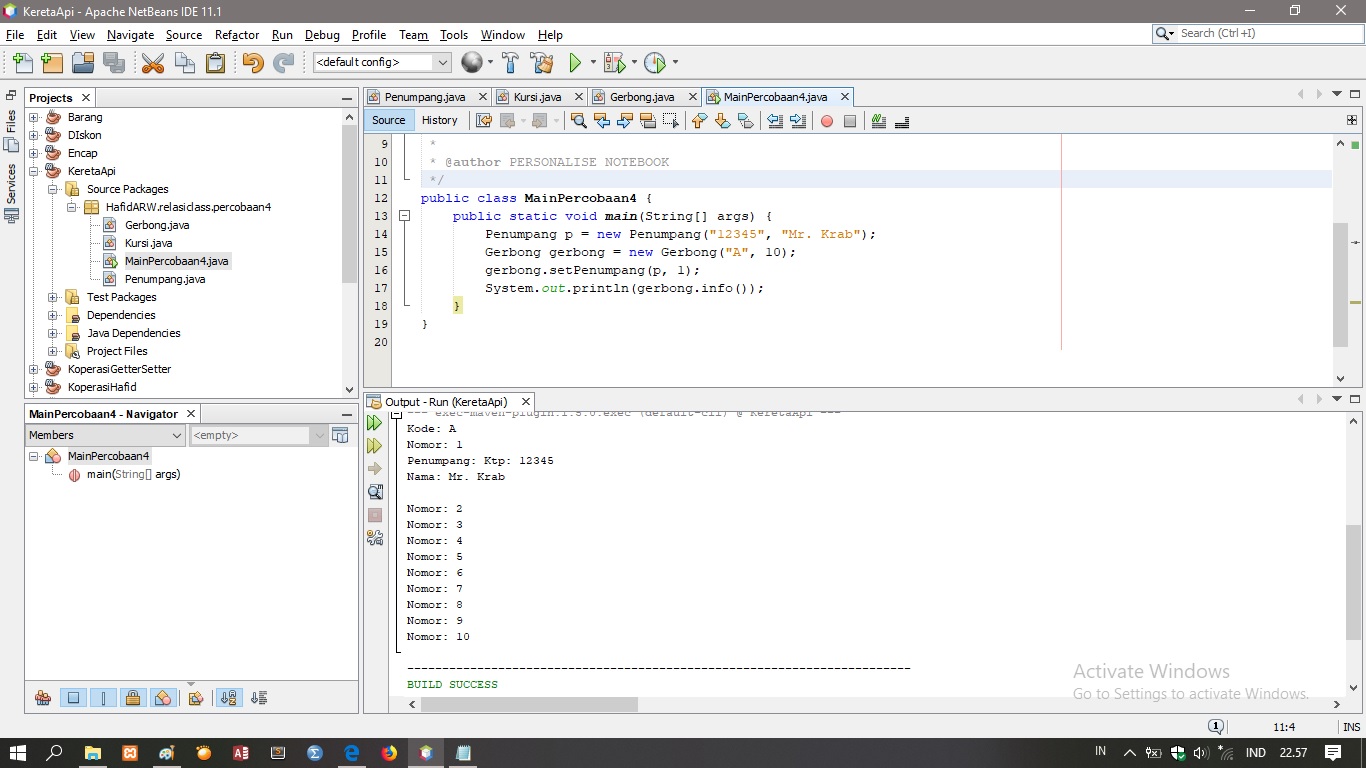 KeretaApi - Apache NetBeans IDE 11.1
File Edit View Navigate Source Refactor Run Debug Profile Team Tools Window Help
Search (Ctrl+I)
<default config>
Files
Services
Projects
Barang
DIskon
Encap
KeretaApi
Source Packages
HafidARW.relasiclass.percobaan4
Gerbong.java
Kursi.java
MainPercobaan4.java
Penumpang.java
Test Packages
Dependencies
Java Dependencies
Project Files
KoperasiGetterSetter
KoperasiHafid
MainPercobaan4 - Navigator
Members
<empty>
MainPercobaan4
main(String[] args)
Penumpang.java Kursi.java Gerbong.java MainPercobaan4.java
Source History
9 *
10 * @author PERSONALISE NOTEBOOK
11 */
12 public class MainPercobaan4 {
13 public static void main(String[] args) {
14 Penumpang p = new Penumpang("12345", "Mr. Krab");
15 Gerbong gerbong = new Gerbong("A", 10);
16 gerbong.setPenumpang(p, 1);
17 System.out.println(gerbong.info());
18 }
19 }
20
Output - Run (KeretaApi)
--- exec-maven-plugin:1.5.0:exec (default-cli) @ KeretaApi ---
Kode: A
Nomor: 1
Penumpang: Ktp: 12345
Nama: Mr. Krab
Nomor: 2
Nomor: 3
Nomor: 4
Nomor: 5
Nomor: 6
Nomor: 7
Nomor: 8
Nomor: 9
Nomor: 10
------------------------------------------------------------------------
BUILD SUCCESS
Activate Windows
Go to Settings to activate Windows.
1
11:4
INS
IN
IND
22.57